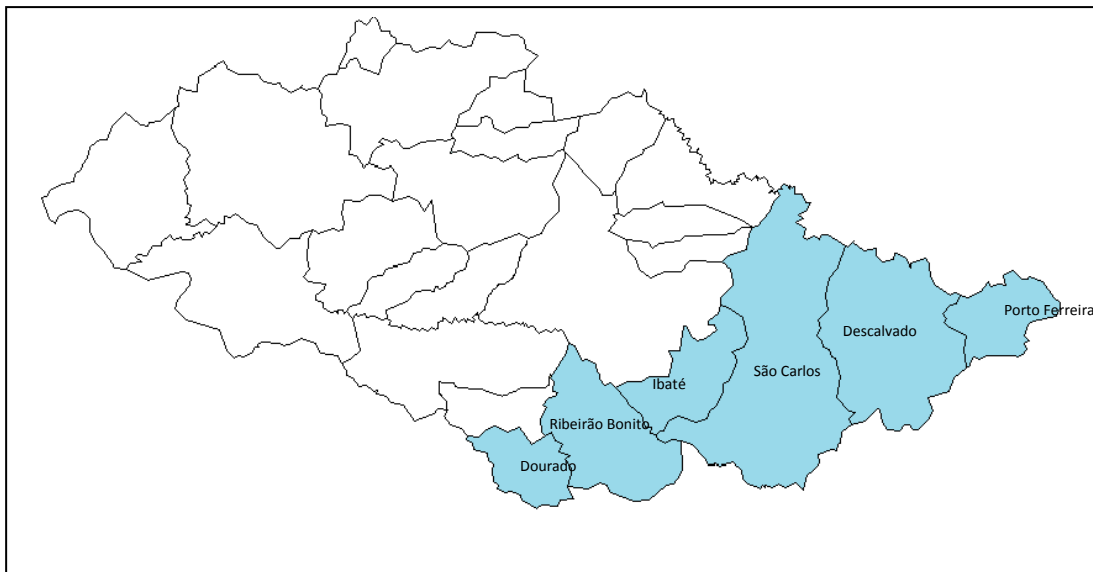 Porto Ferreira
Descalvado
São Carlos
Ibaté
Ribeirão Bonito
Dourado